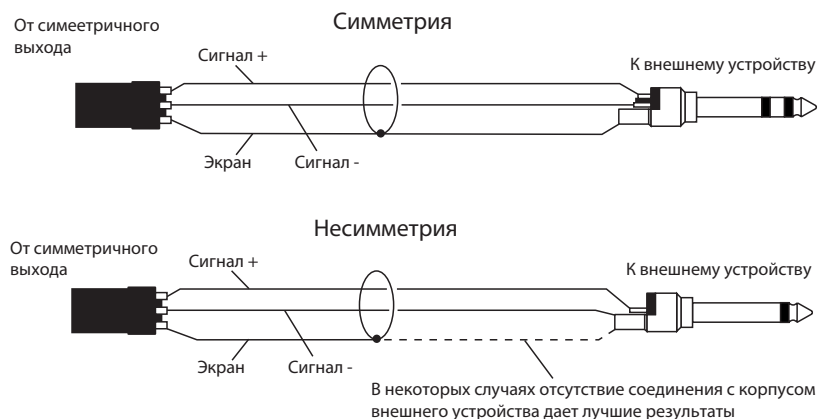 Симметрия
От симеетричного
выхода
Сигнал +
К внешнему устройству
Экран
Сигнал -
Несимметрия
От симметричного
выхода
Сигнал +
К внешнему устройству
Экран
Сигнал -
В некоторых случаях отсутствие соединения с корпусом
внешнего устройства дает лучшие результаты